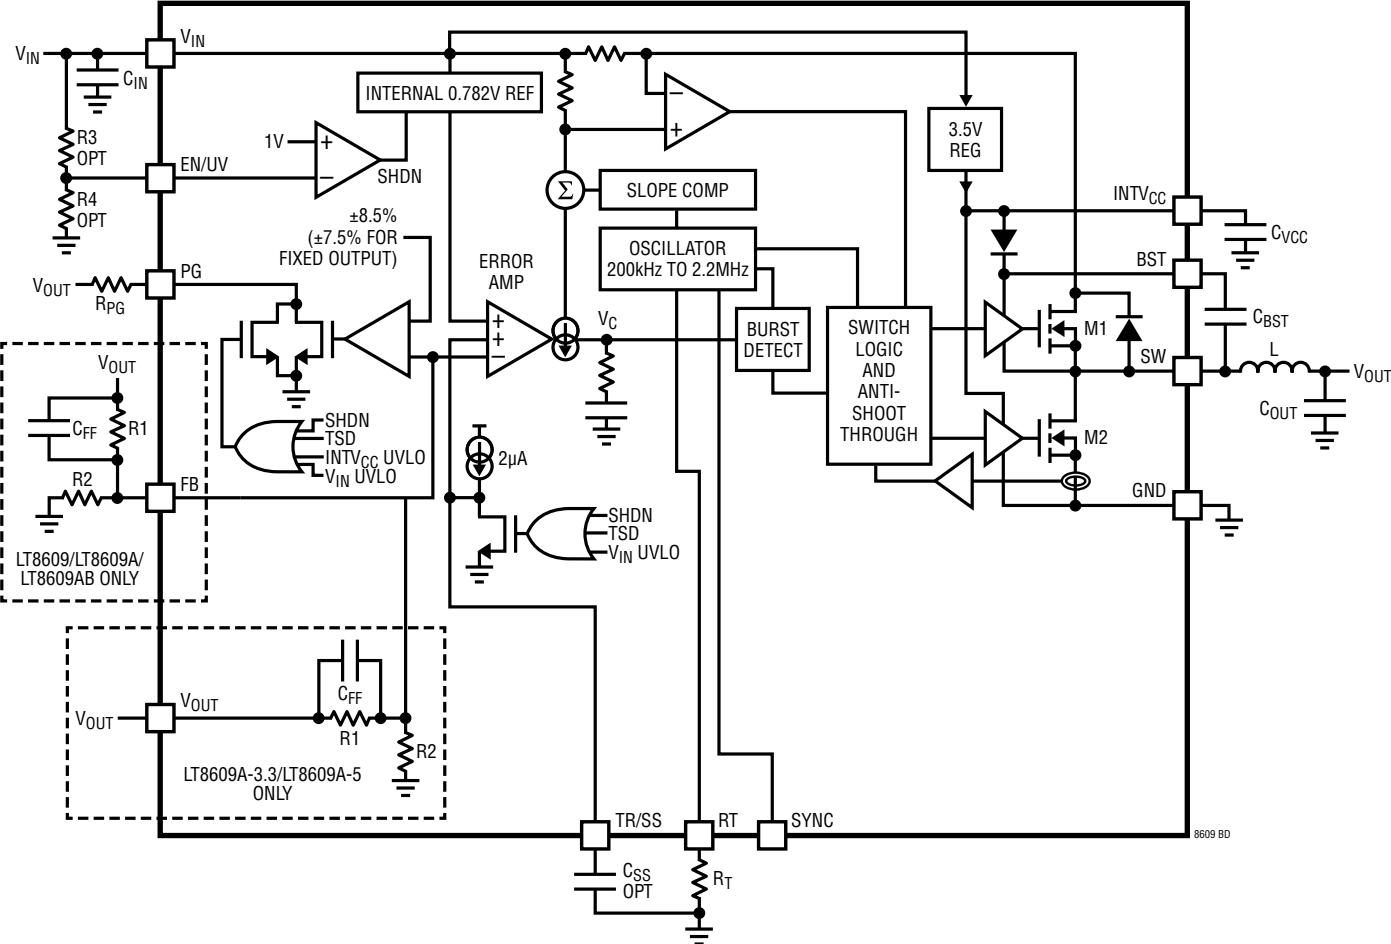 VIN
VIN
CIN
INTERNAL 0.782V REF
R3
OPT
1V
+
–
SHDN
EN/UV
R4
OPT
–
+
3.5V
REG
Σ
SLOPE COMP
INTVCC
CVCC
±8.5%
(±7.5% FOR
FIXED OUTPUT)
OSCILLATOR
200kHz TO 2.2MHz
BST
PG
VOUT
RPG
ERROR
AMP
+
+
–
VC
BURST
DETECT
SWITCH
LOGIC
AND
ANTI-
SHOOT
THROUGH
M1
CBST
SW
L
VOUT
COUT
M2
VOUT
CFF
R1
R2
FB
SHDN
TSD
INTVCC UVLO
VIN UVLO
2µA
GND
SHDN
TSD
VIN UVLO
LT8609/LT8609A/
LT8609AB ONLY
CFF
VOUT
VOUT
R1
R2
LT8609A-3.3/LT8609A-5
ONLY
TR/SS
RT
SYNC
8609 BD
CSS
OPT
RT